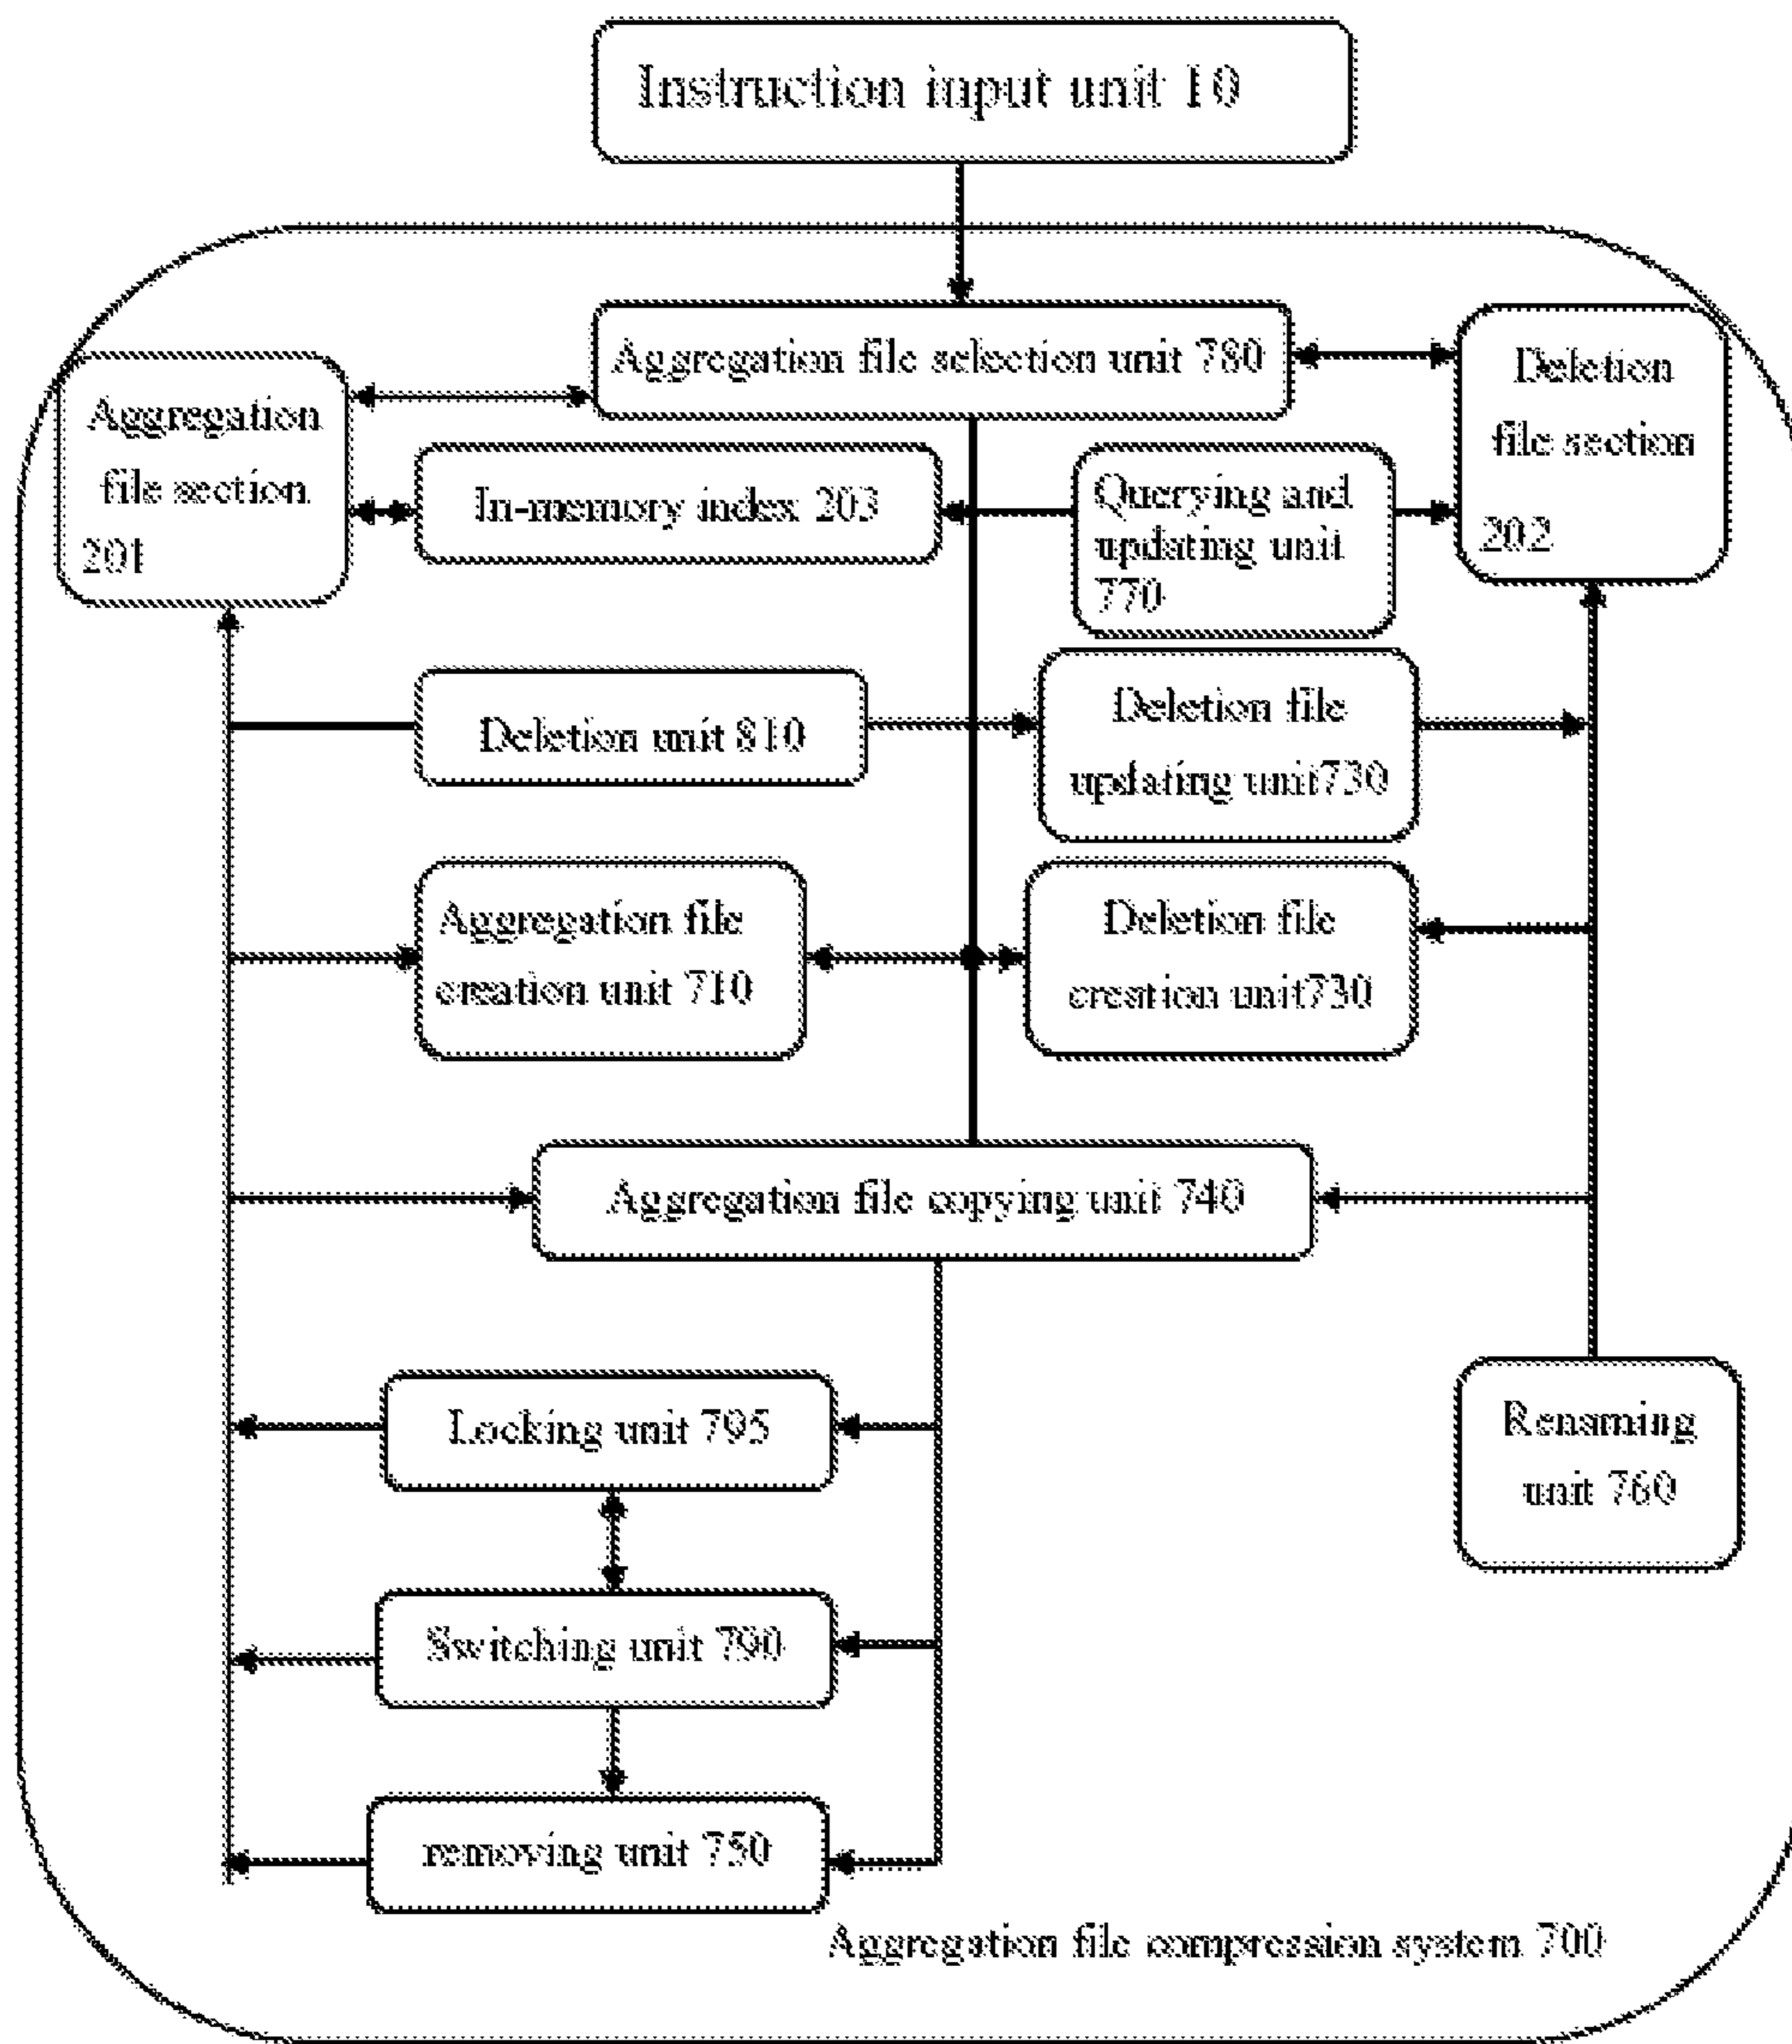 Instruction input unit 10
Aggregation file selection unit 780
Deletion
file section
202
Aggregation
file section
201
In-memory index 203
Querying and
updating unit
770
Deletion unit 810
Deletion file
updating unit730
Aggregation file
creation unit 710
Deletion file
creation unit730
Aggregation file copying unit 740
Locking unit 795
Renaming
unit 760
Switching unit 790
removing unit 750
Aggregation file compression system 700